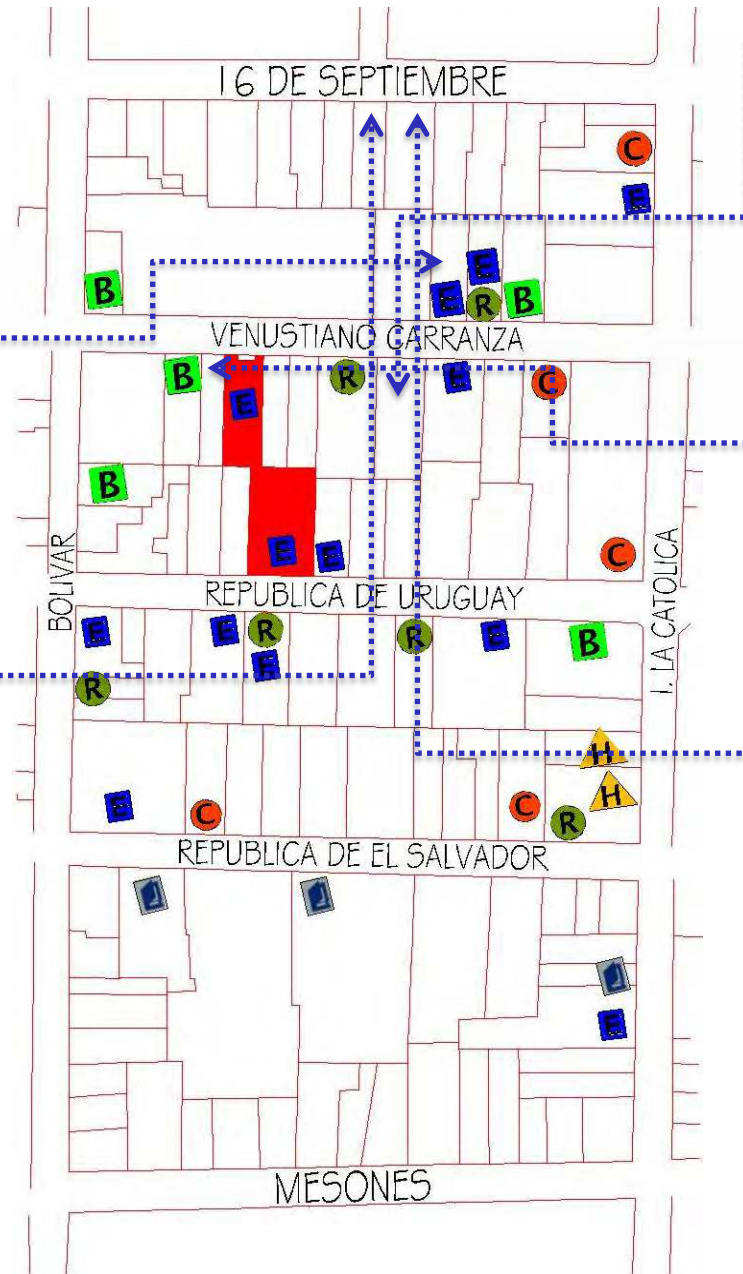 16 DE SEPTIEMBRE
C
E
E
B
E R B
VENUSTIANO CARRANZA
B R E C
E
B
E E C
BOLIVAR
I. LA CATOLICA
REPUBLICA DE URUGUAY
E E R R E B
E
R
H
H
E C C R
REPUBLICA DE EL SALVADOR
E
MESONES